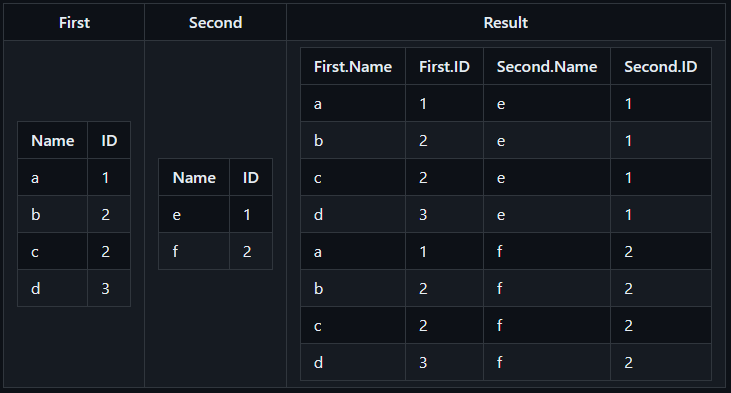 First Second Result
Name ID
a 1
b 2
c 2
d 3
Name ID
e 1
f 2
First.Name First.ID Second.Name Second.ID
a 1 e 1
b 2 e 1
c 2 e 1
d 3 e 1
a 1 f 2
b 2 f 2
c 2 f 2
d 3 f 2